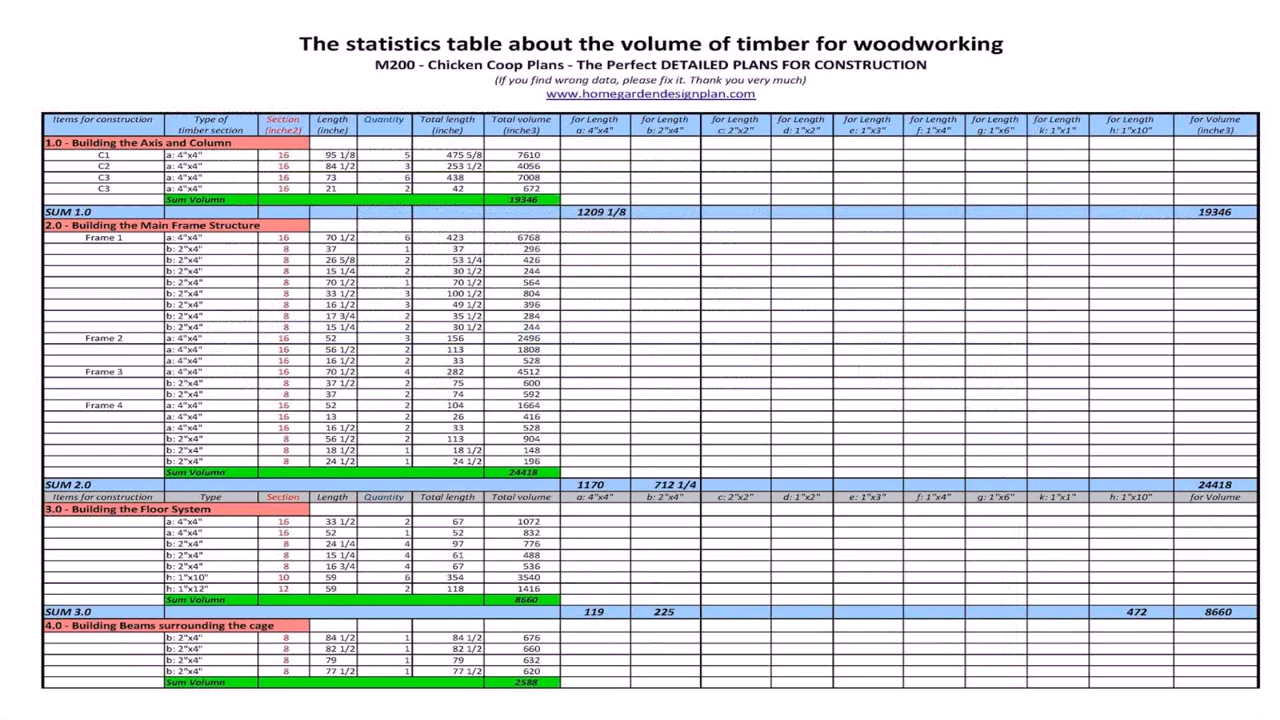 The statistics table about the volume of timber for woodworking
M200 - Chicken Coop Plans - The Perfect DETAILED PLANS FOR CONSTRUCTION
(If you find wrong data, please fix it. Thank you very much)
www.homegardendesignplan.com
Items for construction Type of timber section Section (inche2) Length (inche) Quantity Total length (inche) Total volume (inche3) for Length a: 4"x4" for Length b: 2"x4" for Length c: 2"x2" for Length d: 1"x2" for Length e: 1"x3" for Length f: 1"x4" for Length g: 1"x6" for Length k: 1"x1" for Length h: 1"x10" for Volume (inche3)
1.0 - Building the Axis and Column
C1 a: 4"x4" 16 95 1/8 5 475 5/8 7610
C2 a: 4"x4" 16 84 1/2 3 253 1/2 4056
C3 a: 4"x4" 16 73 6 438 7008
C3 a: 4"x4" 16 21 2 42 672
Sum Volumn 19346
SUM 1.0 1209 1/8 19346
2.0 - Building the Main Frame Structure
Frame 1 a: 4"x4" 16 70 1/2 6 423 6768
b: 2"x4" 8 37 1 37 296
b: 2"x4" 8 26 5/8 2 53 1/4 426
b: 2"x4" 8 15 1/4 2 30 1/2 244
b: 2"x4" 8 70 1/2 1 70 1/2 564
b: 2"x4" 8 33 1/2 3 100 1/2 804
b: 2"x4" 8 16 1/2 3 49 1/2 396
b: 2"x4" 8 17 3/4 2 35 1/2 284
b: 2"x4" 8 15 1/4 2 30 1/2 244
Frame 2 a: 4"x4" 16 52 3 156 2496
a: 4"x4" 16 56 1/2 2 113 1808
a: 4"x4" 16 16 1/2 2 33 528
Frame 3 a: 4"x4" 16 70 1/2 4 282 4512
b: 2"x4" 8 37 1/2 2 75 600
b: 2"x4" 8 37 2 74 592
Frame 4 a: 4"x4" 16 52 2 104 1664
a: 4"x4" 16 13 2 26 416
a: 4"x4" 16 16 1/2 2 33 528
b: 2"x4" 8 56 1/2 2 113 904
b: 2"x4" 8 18 1/2 1 18 1/2 148
b: 2"x4" 8 24 1/2 1 24 1/2 196
Sum Volumn 24418
SUM 2.0 1170 712 1/4 24418
Items for construction Type Section Length Quantity Total length Total volume a: 4"x4" b: 2"x4" c: 2"x2" d: 1"x2" e: 1"x3" f: 1"x4" g: 1"x6" k: 1"x1" h: 1"x10" for Volume
3.0 - Building the Floor System
a: 4"x4" 16 33 1/2 2 67 1072
a: 4"x4" 16 52 1 52 832
b: 2"x4" 8 24 1/4 4 97 776
b: 2"x4" 8 15 1/4 4 61 488
b: 2"x4" 8 16 3/4 4 67 536
h: 1"x10" 10 59 6 354 3540
h: 1"x12" 12 59 2 118 1416
Sum Volumn 8660
SUM 3.0 119 225 472 8660
4.0 - Building Beams surrounding the cage
b: 2"x4" 8 84 1/2 1 84 1/2 676
b: 2"x4" 8 82 1/2 1 82 1/2 660
b: 2"x4" 8 79 1 79 632
b: 2"x4" 8 77 1/2 1 77 1/2 620
Sum Volumn 2588